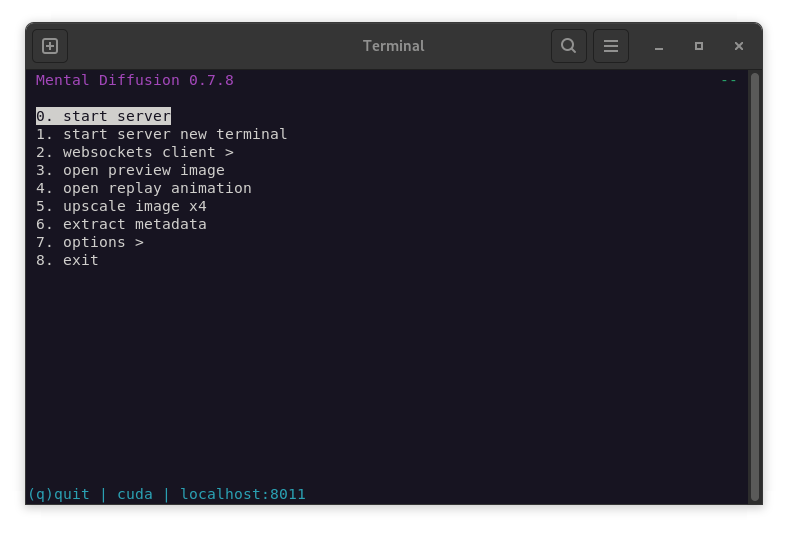 Terminal
Mental Diffusion 0.7.8 --
0. start server
1. start server new terminal
2. websockets client >
3. open preview image
4. open replay animation
5. upscale image x4
6. extract metadata
7. options >
8. exit
(q)quit | cuda | localhost:8011